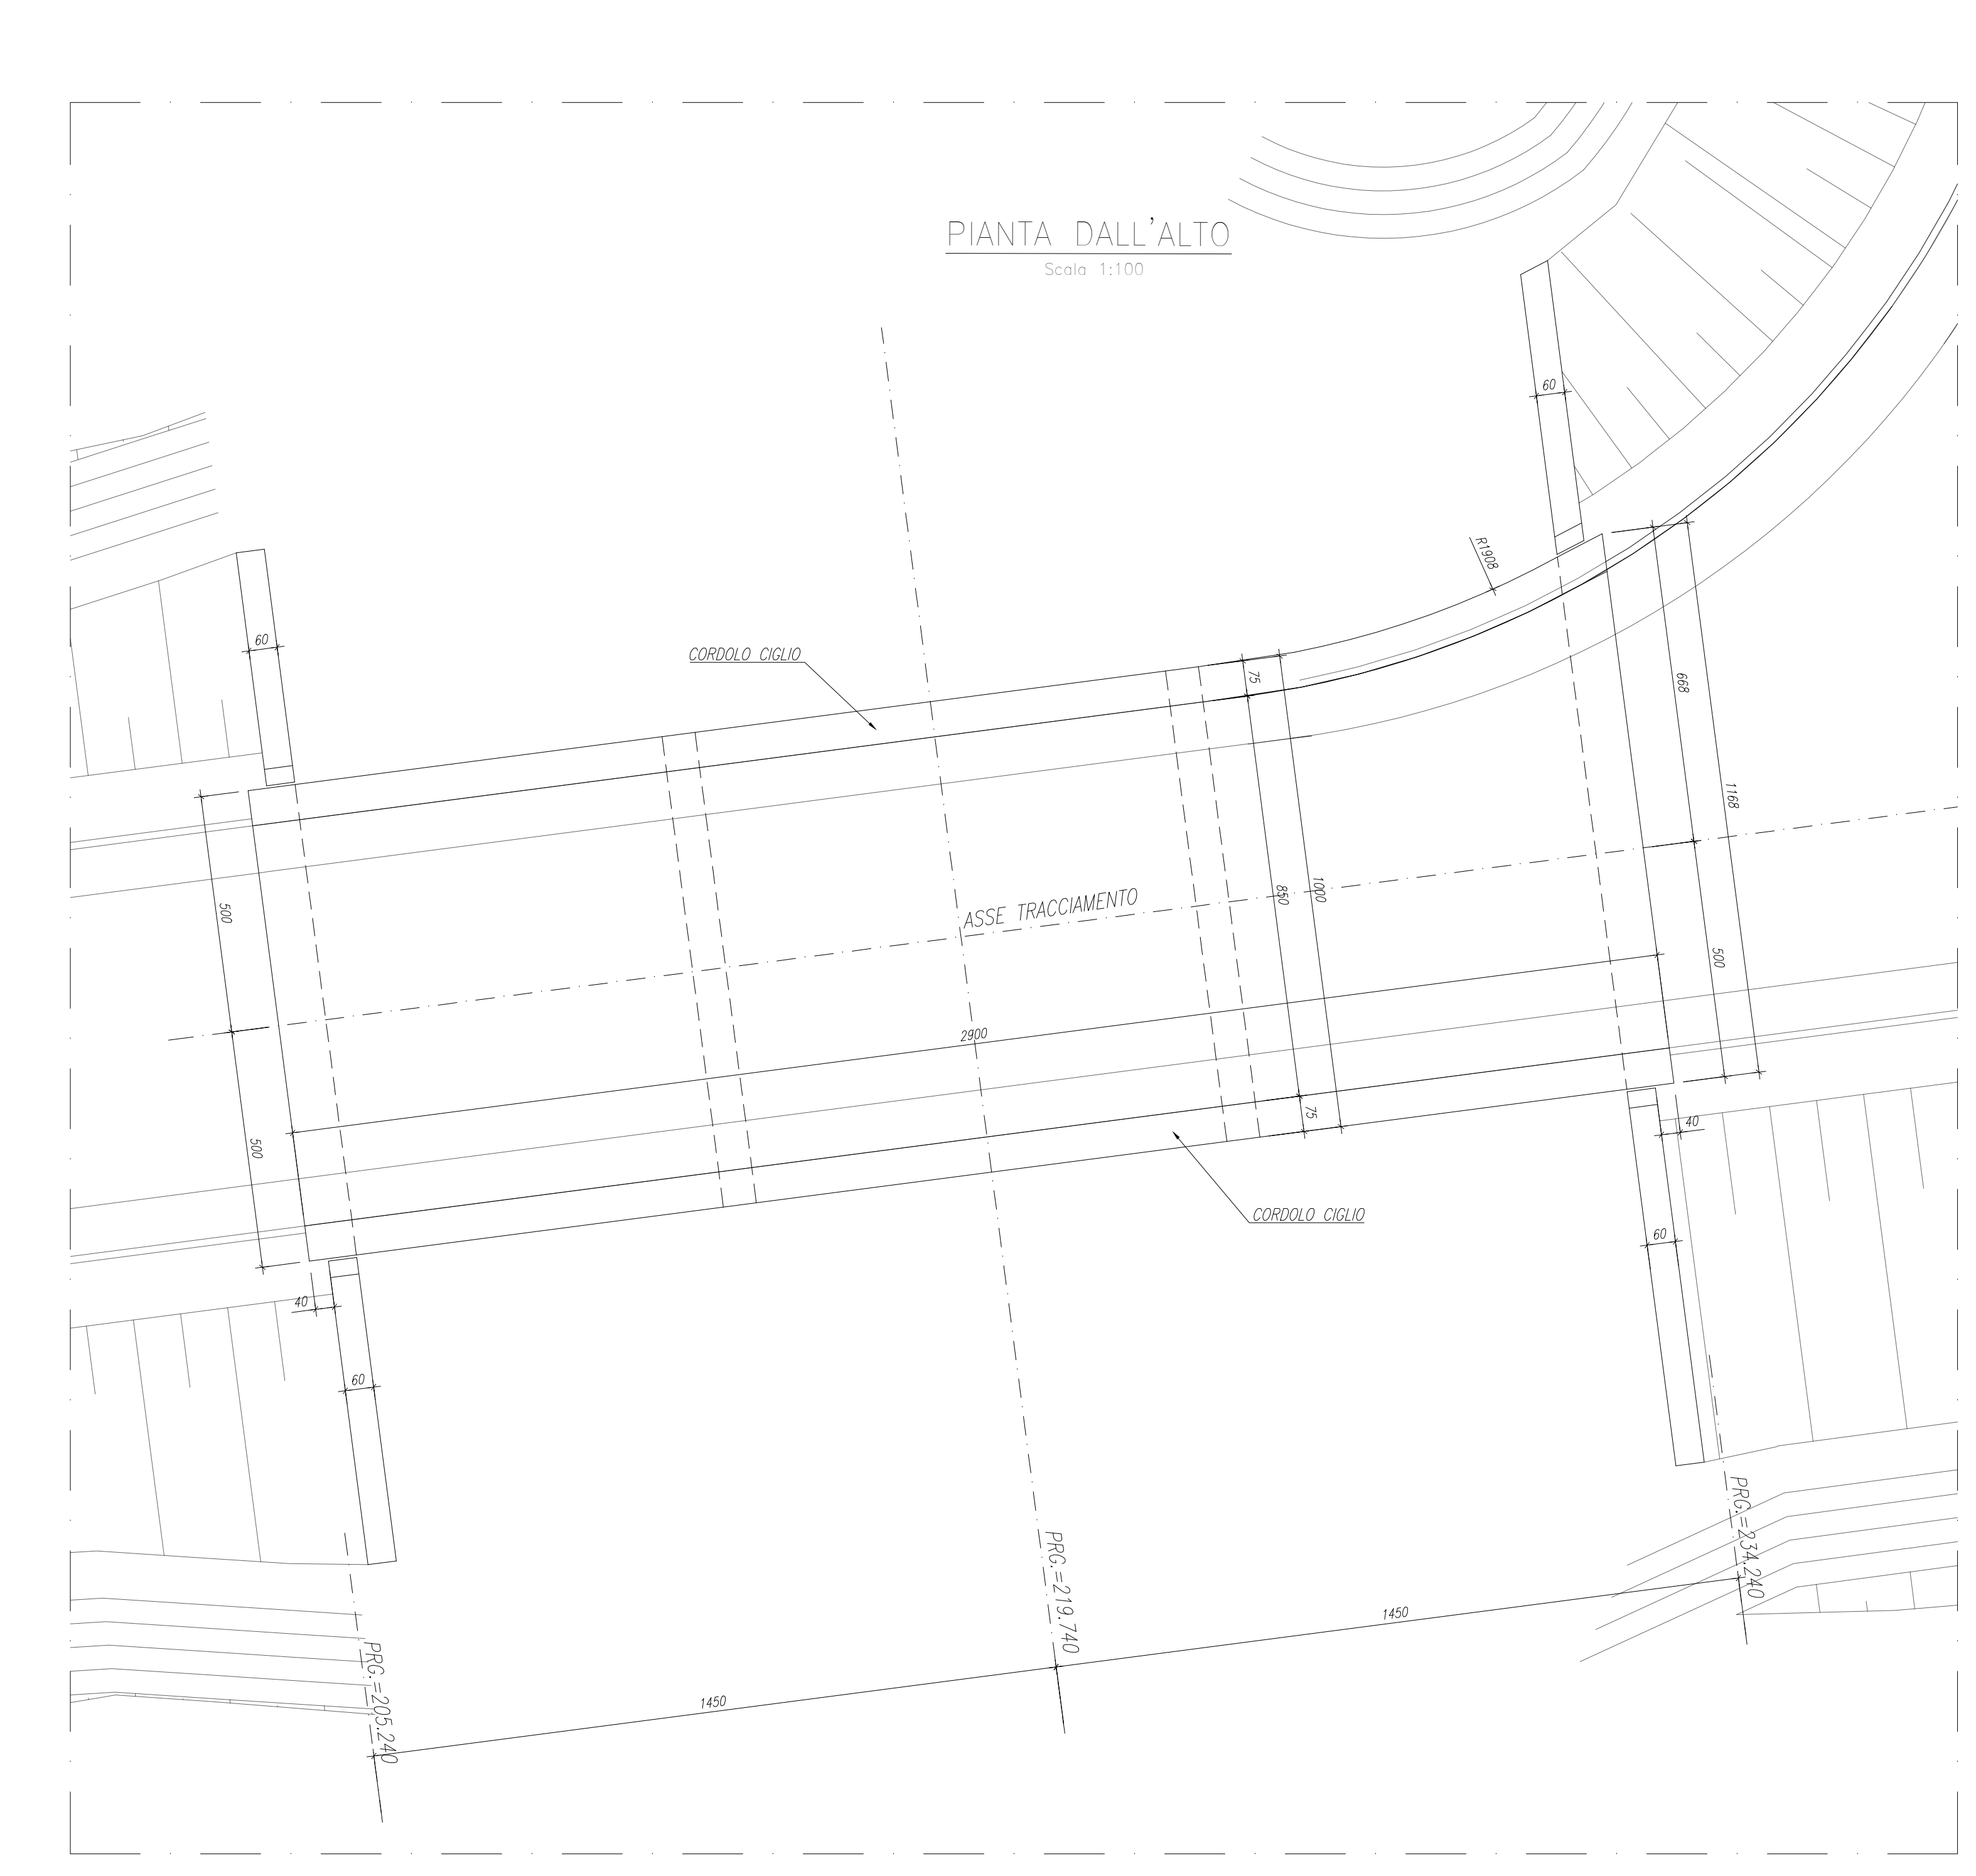 PIANTA DALL'ALTO
Scala 1:100
60
R1908
60
CORDOLO CIGLIO
75
668
1168
500
850
1000
ASSE TRACCIAMENTO
500
2900
75
40
500
CORDOLO CIGLIO
60
40
60
PRG.=234.240
PRG.=219.740
1450
PRG.=205.240
1450